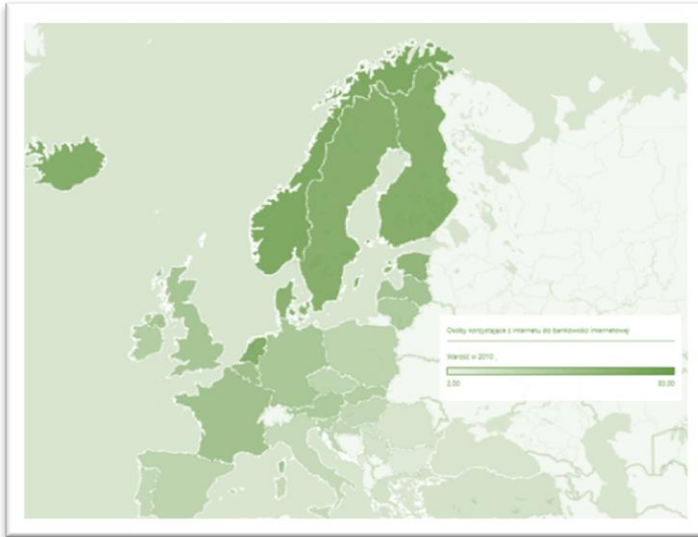 Osoby korzystające z internetu do bankowości internetowej
Wartość w 2010
2,00 83,00